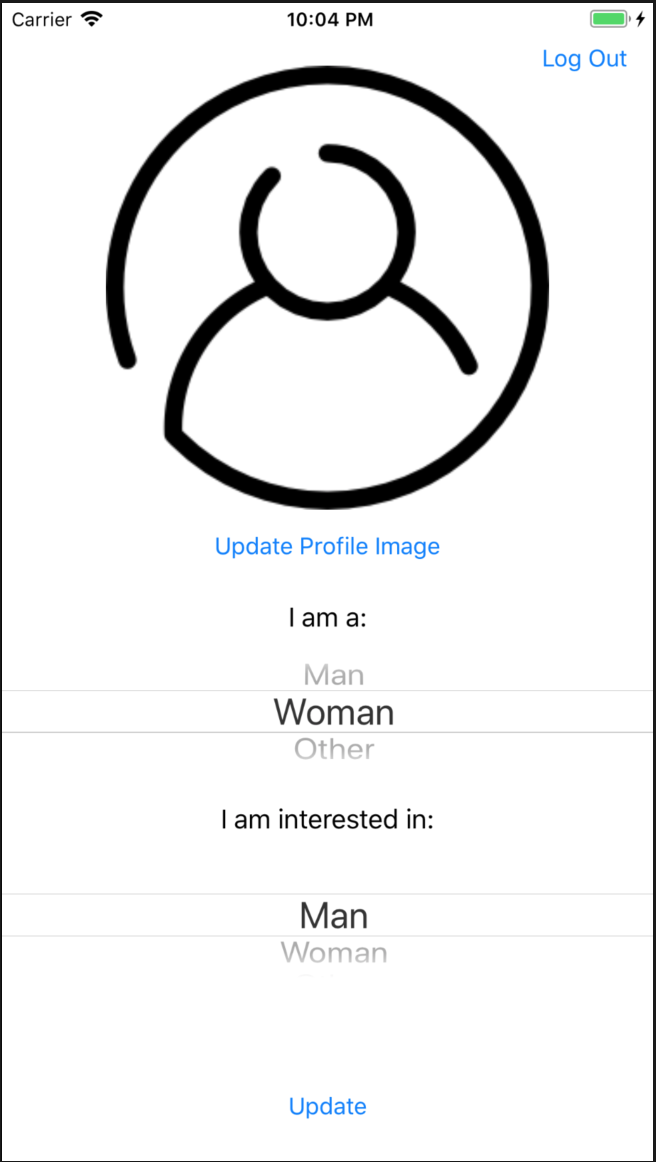 Carrier 10:04 PM
Log Out
Update Profile Image
I am a:
Man
Woman
Other
I am interested in:
Man
Woman
Update